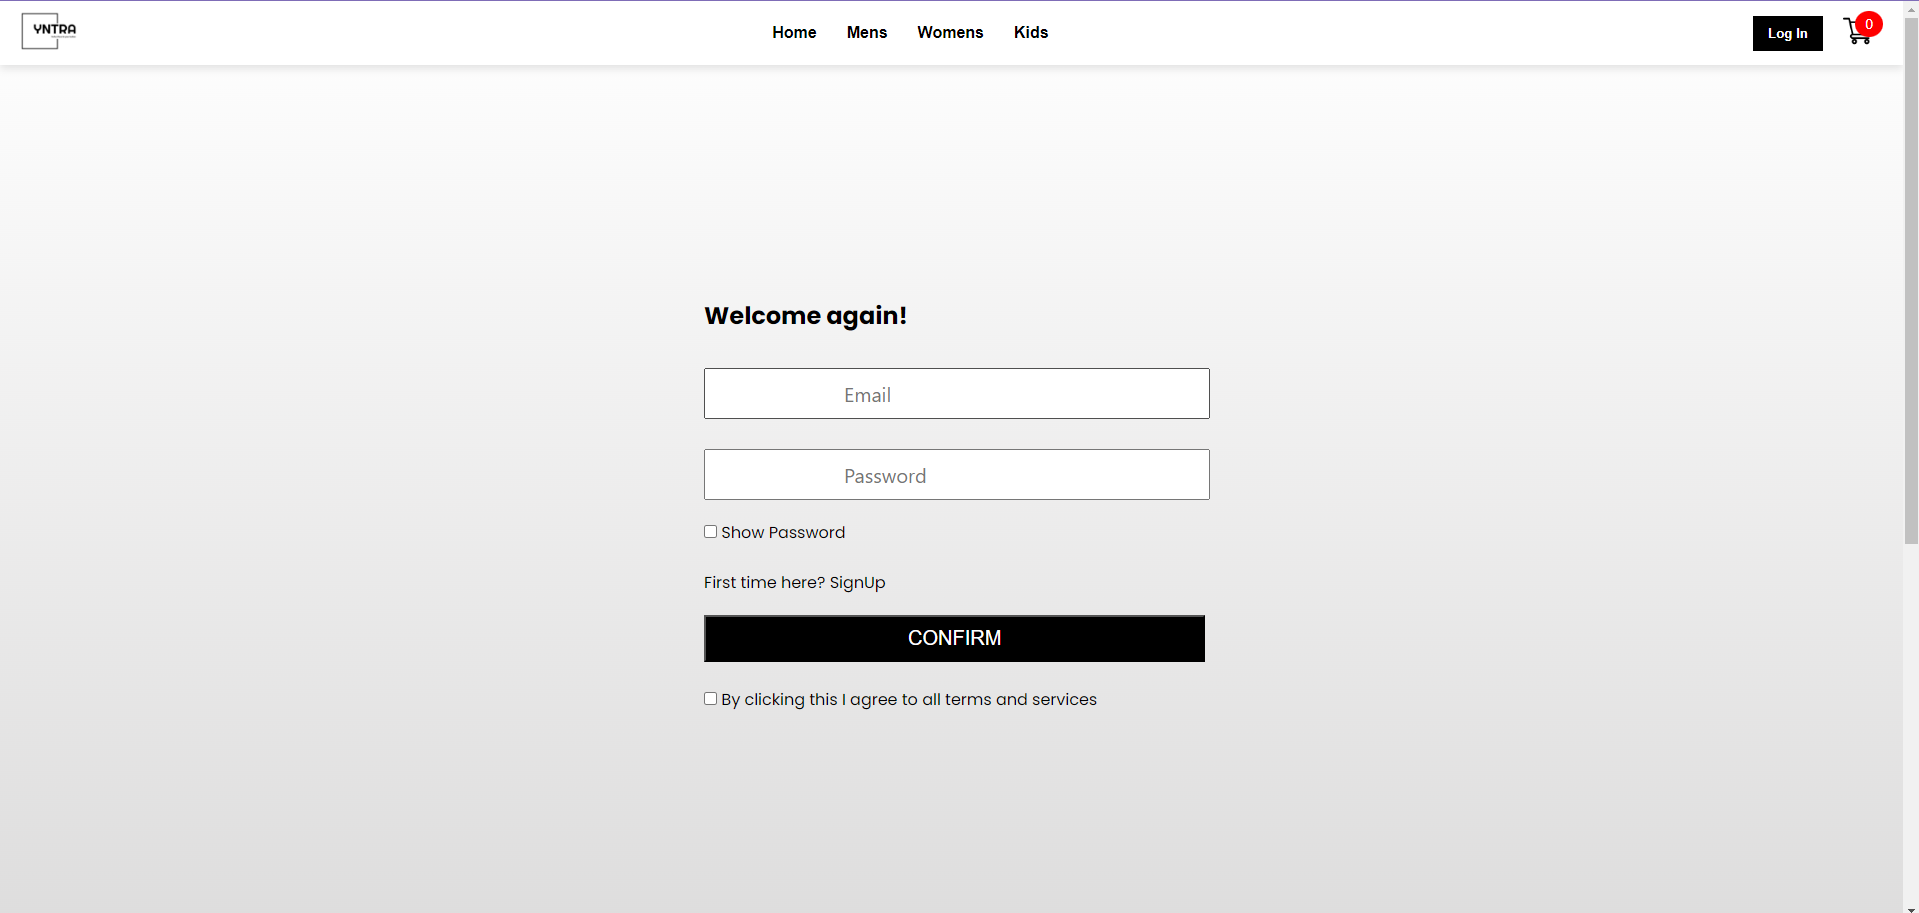 YNTRA
Home Mens Womens Kids
Log In
0
Welcome again!
Email
Password
Show Password
First time here? SignUp
CONFIRM
By clicking this I agree to all terms and services